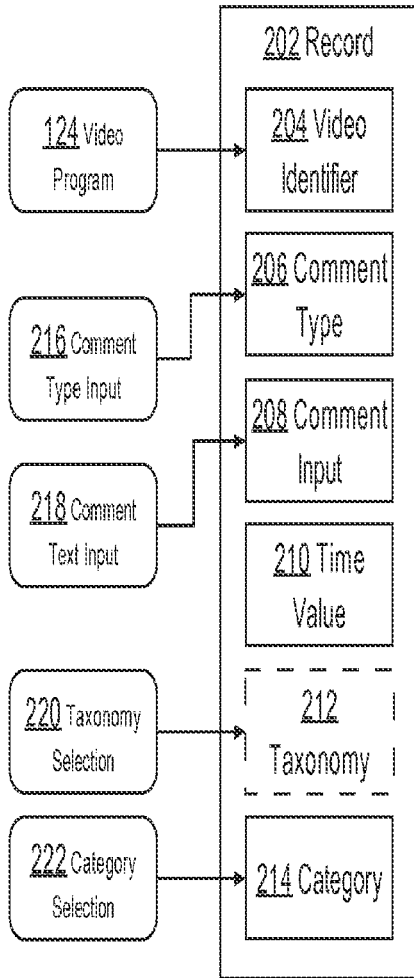 202 Record
124 Video
Program
204 Video
Identifier
206 Comment
Type
216 Comment
Type Input
208 Comment
Input
218 Comment
Text Input
210 Time
Value
220 Taxonomy
Selection
212
Taxonomy
222 Category
Selection
214 Category